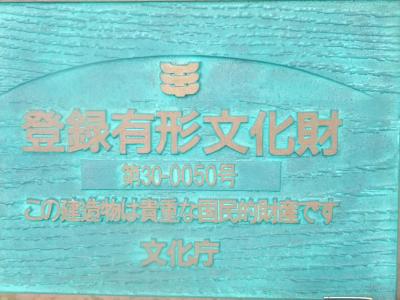 登録有形文化財
第30-0050号
この建造物は貴重な国民的財産です
文化庁